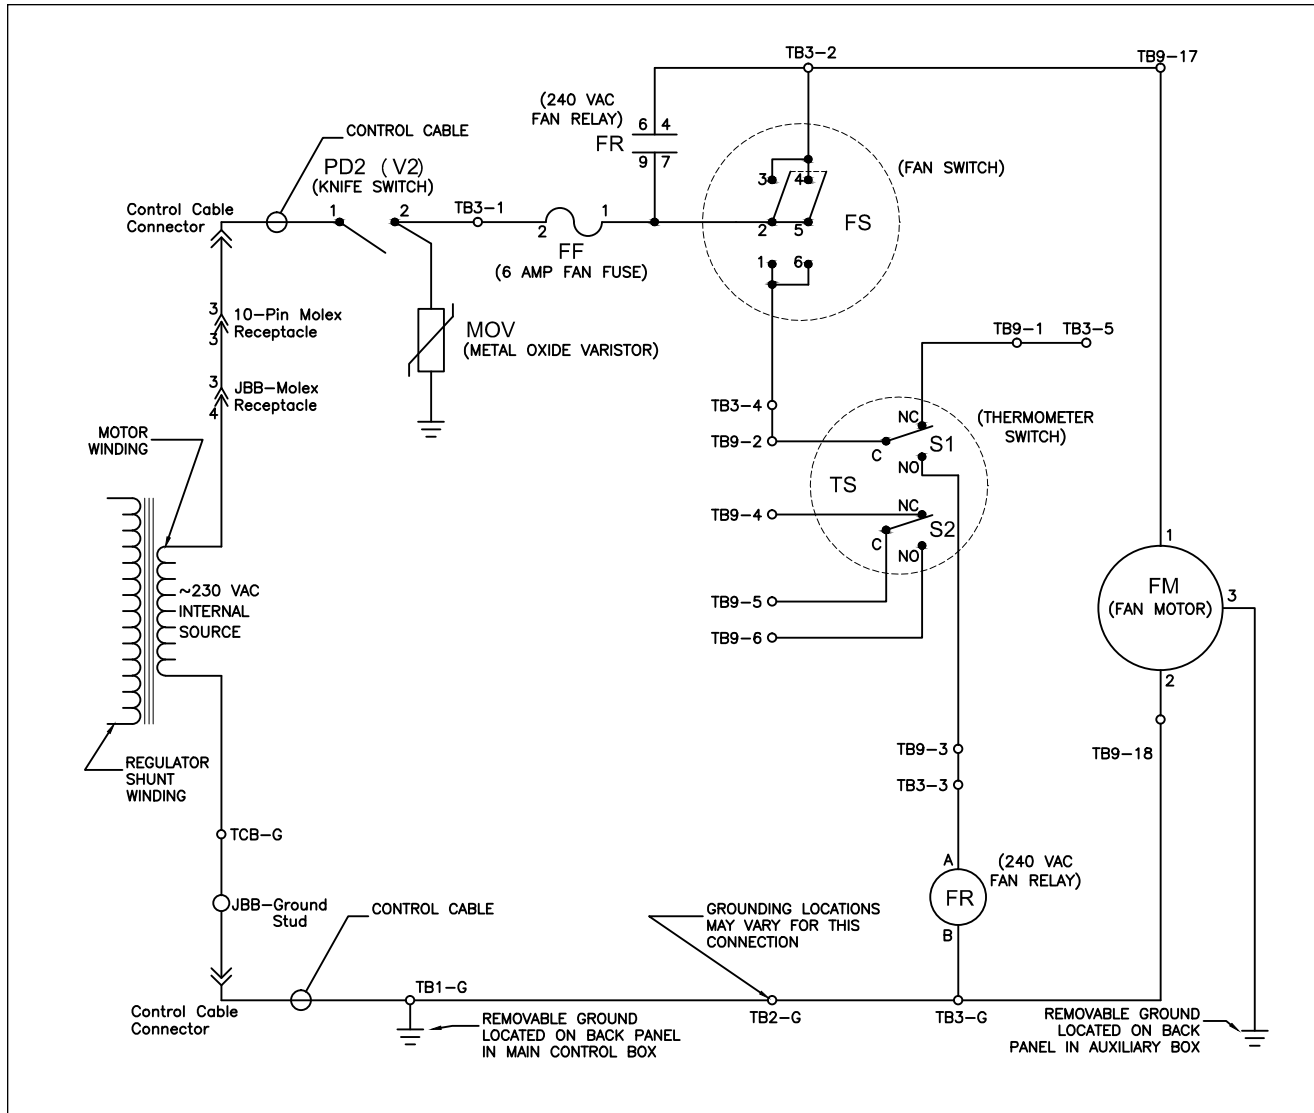 TB3-2
TB9-17
(240 VAC
FAN RELAY)
FR
6 4
9 7
CONTROL CABLE
PD2 (V2)
(KNIFE SWITCH)
Control Cable
Connector
1
2
TB3-1
2
1
FF
(6 AMP FAN FUSE)
3
4
2
5
1
6
FS
(FAN SWITCH)
3
3
10-Pin Molex
Receptacle
MOV
(METAL OXIDE VARISTOR)
TB9-1
TB3-5
3
4
JBB-Molex
Receptacle
MOTOR
WINDING
TB3-4
TB9-2
NC
S1
C
NO
(THERMOMETER
SWITCH)
TS
TB9-4
NC
S2
C
NO
TB9-5
TB9-6
~230 VAC
INTERNAL
SOURCE
1
FM
(FAN MOTOR)
3
2
TB9-18
REGULATOR
SHUNT
WINDING
TB9-3
TB3-3
TCB-G
JBB-Ground
Stud
CONTROL CABLE
GROUNDING LOCATIONS
MAY VARY FOR THIS
CONNECTION
A
FR
B
(240 VAC
FAN RELAY)
Control Cable
Connector
TB1-G
REMOVABLE GROUND
LOCATED ON BACK PANEL
IN MAIN CONTROL BOX
TB2-G
TB3-G
REMOVABLE GROUND
LOCATED ON BACK
PANEL IN AUXILIARY BOX